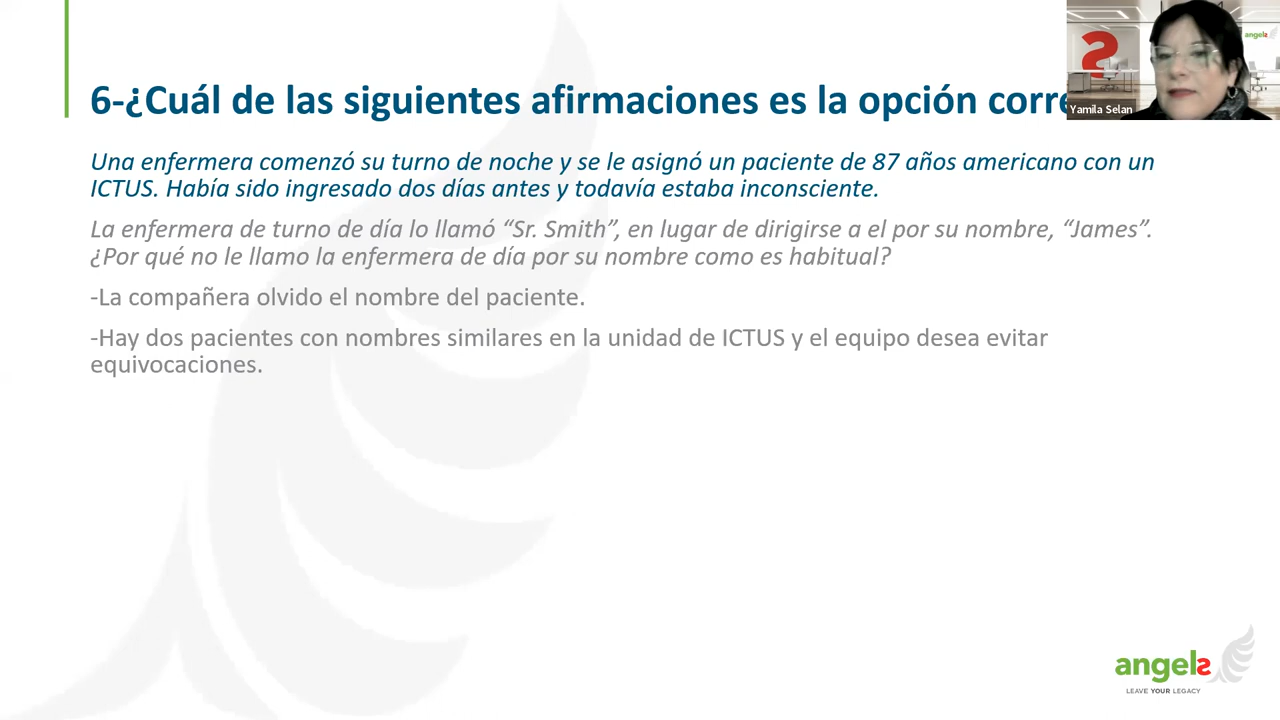 6-¿Cuál de las siguientes afirmaciones es la opción
Una enfermera comenzó su turno de noche y se le asignó un paciente de 87 años americano con un
ICTUS. Había sido ingresado dos días antes y todavía estaba inconsciente.
La enfermera de turno de día lo llamó “Sr. Smith”, en lugar de dirigirse a el por su nombre, “James”.
¿Por qué no le llamo la enfermera de día por su nombre como es habitual?
-La compañera olvido el nombre del paciente.
-Hay dos pacientes con nombres similares en la unidad de ICTUS y el equipo desea evitar
equivocaciones.
Yamila Selan
angels
angels
LEAVE YOUR LEGACY